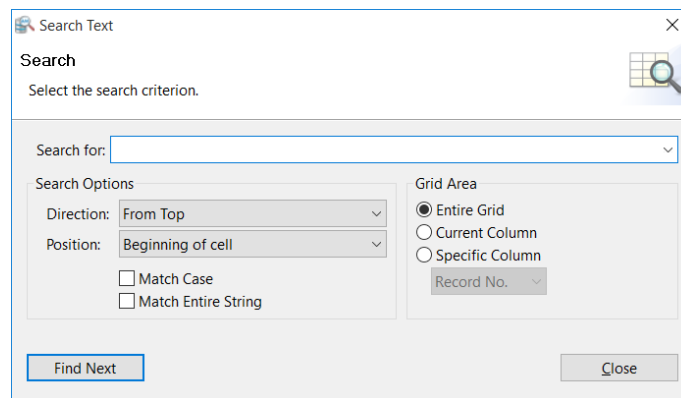 Search Text
Search
Select the search criterion.
Search for:
Search Options
Direction: From Top
Position: Beginning of cell
Match Case
Match Entire String
Grid Area
Entire Grid
Current Column
Specific Column
Record No.
Find Next
Close